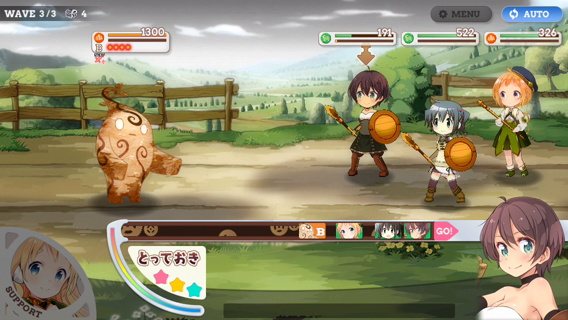 WAVE 3/3 4
MENU
AUTO
1300
191
522
326
B
B
GO!
とっておき
SUPPORT